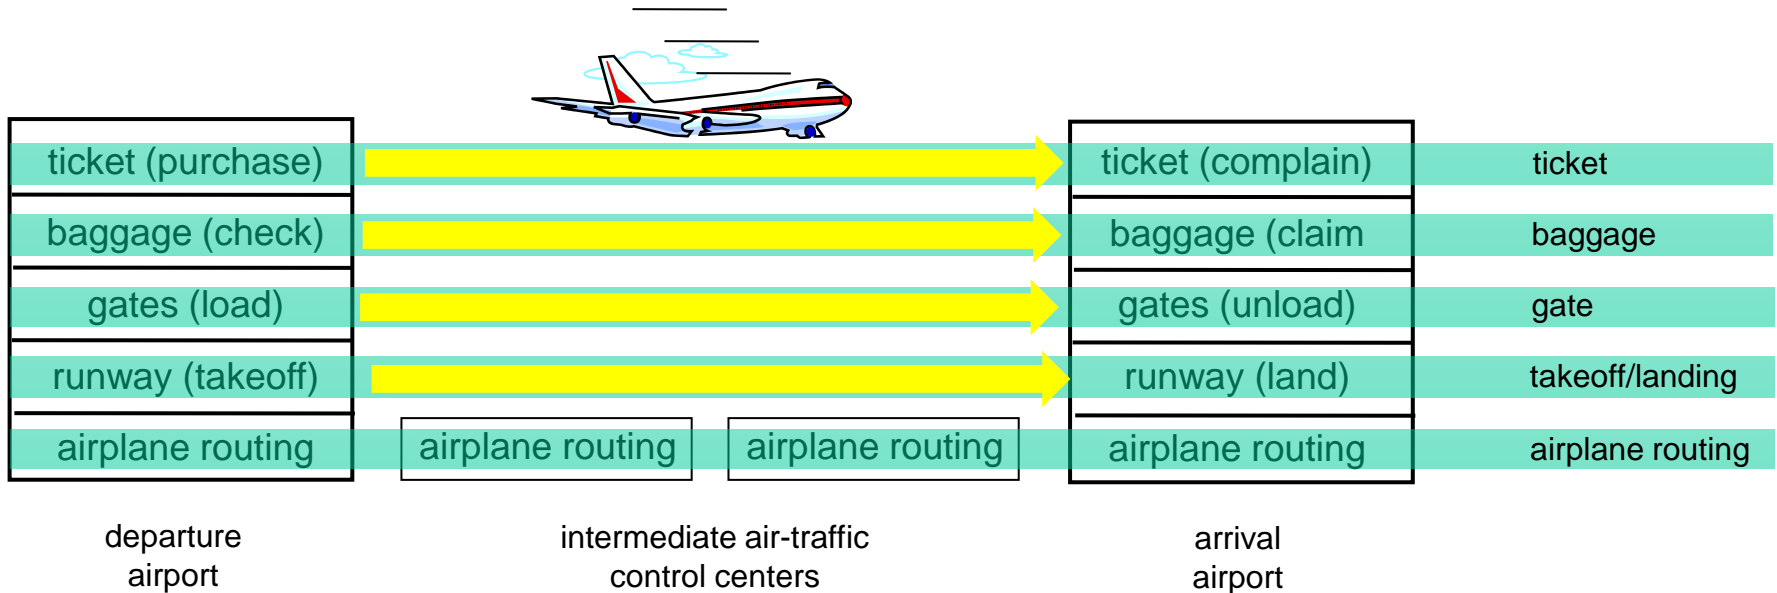 ticket (purchase) ticket (complain) ticket
baggage (check) baggage (claim baggage
gates (load) gates (unload) gate
runway (takeoff) runway (land) takeoff/landing
airplane routing airplane routing airplane routing airplane routing airplane routing
departure intermediate air-traffic arrival
airport control centers airport